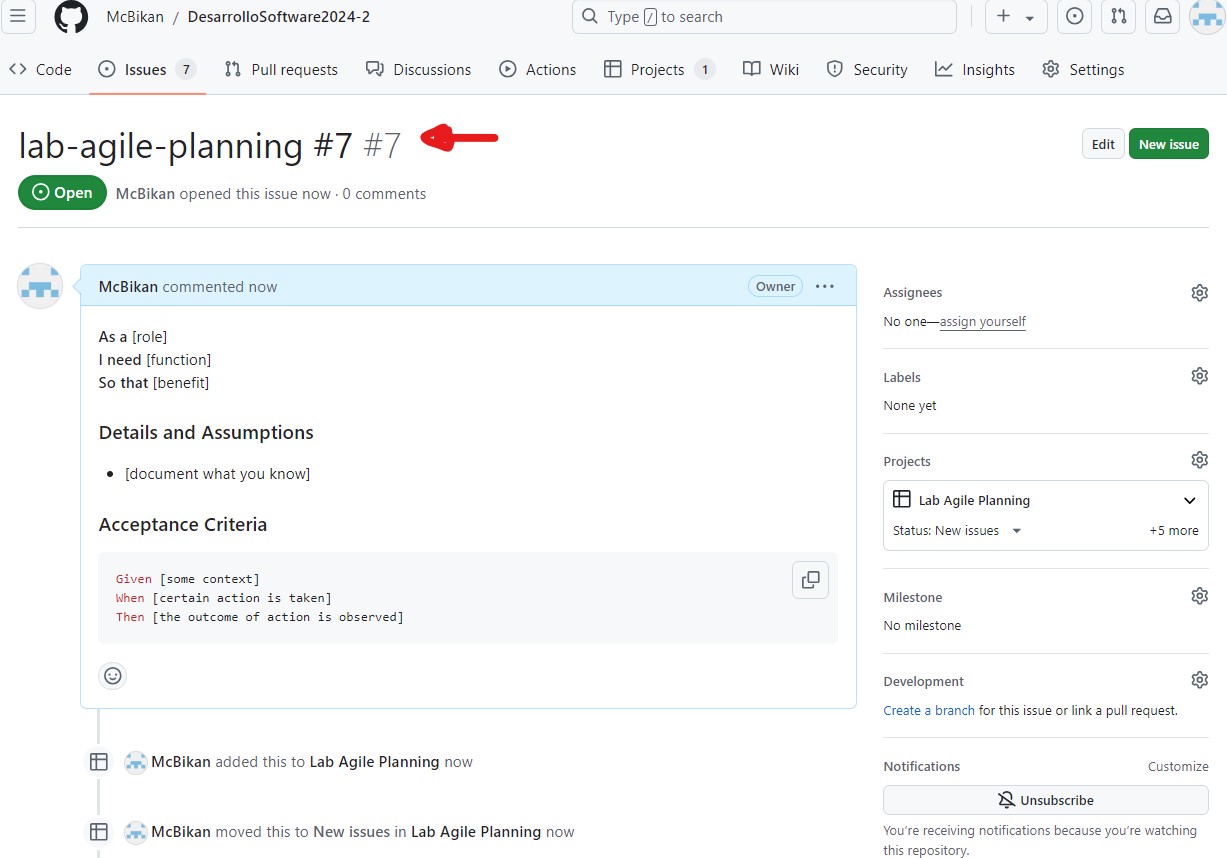 McBikan / DesarrolloSoftware2024-2
Type / to search
Code
Issues 7
Pull requests
Discussions
Actions
Projects 1
Wiki
Security
Insights
Settings
lab-agile-planning #7 #7
Edit
New issue
Open
McBikan opened this issue now · 0 comments
McBikan commented now
Owner
As a [role]
I need [function]
So that [benefit]
Details and Assumptions
• [document what you know]
Acceptance Criteria
Given [some context]
When [certain action is taken]
Then [the outcome of action is observed]
McBikan added this to Lab Agile Planning now
McBikan moved this to New issues in Lab Agile Planning now
Assignees
No one—assign yourself
Labels
None yet
Projects
Lab Agile Planning
Status: New issues
+5 more
Milestone
No milestone
Development
Create a branch for this issue or link a pull request.
Notifications
Customize
Unsubscribe
You're receiving notifications because you're watching
this repository.